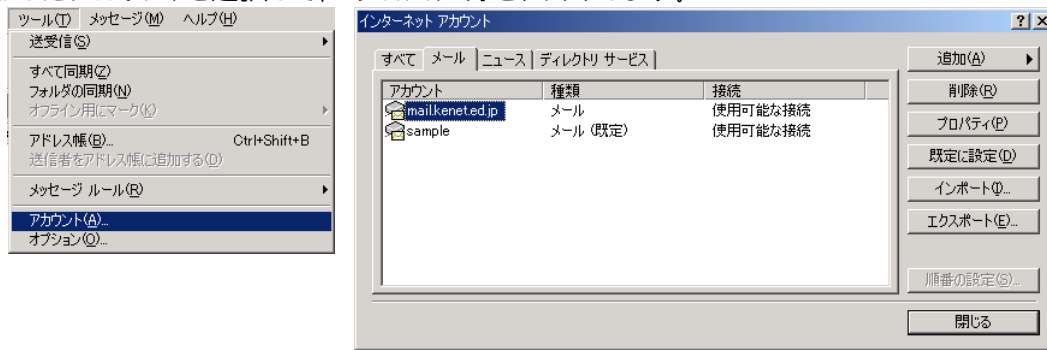 ツール(T) メッセージ(M) ヘルプ(H)
送受信(S)
すべて同期(Z)
フォルダの同期(N)
オフライン用にマーク(K)
アドレス帳(B)... Ctrl+Shift+B
送信者をアドレス帳に追加する(D)
メッセージ ルール(R)
アカウント(A)...
オプション(O)...
インターネット アカウント
すべて メール ニュース ディレクトリ サービス
アカウント 種類 接続
mail.kenet.ed.jp メール 使用可能な接続
sample メール (既定) 使用可能な接続
追加(A)
削除(R)
プロパティ(P)
既定に設定(D)
インポート(I)...
エクスポート(E)...
順番の設定(S)...
閉じる